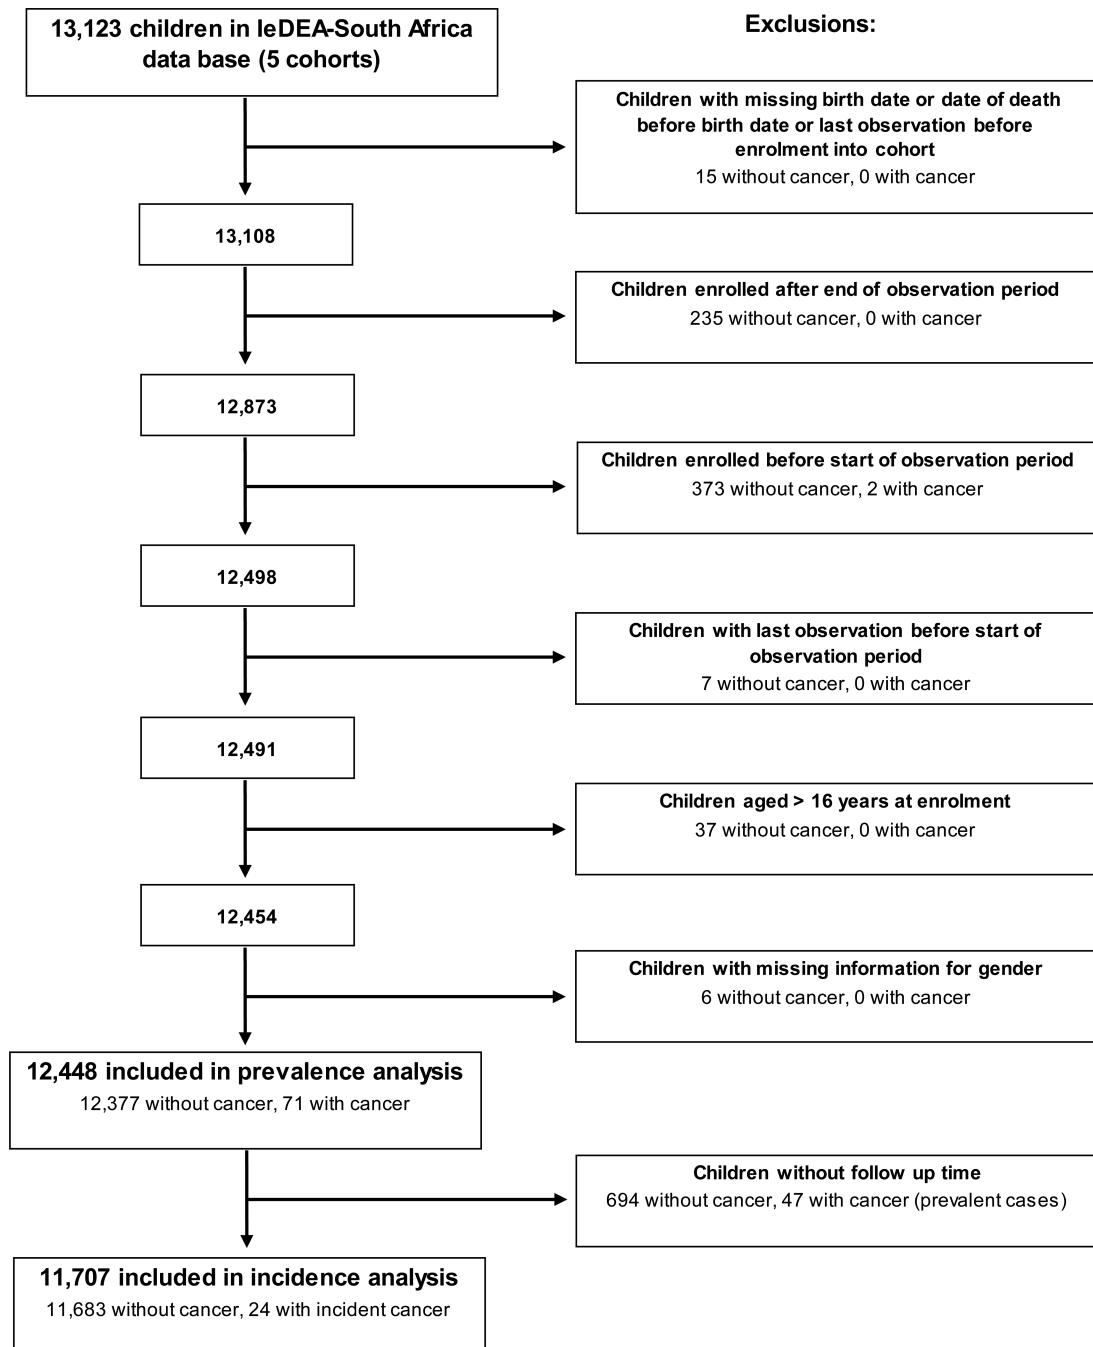 13,123 children in IeDEA-South Africa
data base (5 cohorts)
Exclusions:
Children with missing birth date or date of death
before birth date or last observation before
enrolment into cohort
15 without cancer, 0 with cancer
13,108
Children enrolled after end of observation period
235 without cancer, 0 with cancer
12,873
Children enrolled before start of observation period
373 without cancer, 2 with cancer
12,498
Children with last observation before start of
observation period
7 without cancer, 0 with cancer
12,491
Children aged > 16 years at enrolment
37 without cancer, 0 with cancer
12,454
Children with missing information for gender
6 without cancer, 0 with cancer
12,448 included in prevalence analysis
12,377 without cancer, 71 with cancer
Children without follow up time
694 without cancer, 47 with cancer (prevalent cases)
11,707 included in incidence analysis
11,683 without cancer, 24 with incident cancer